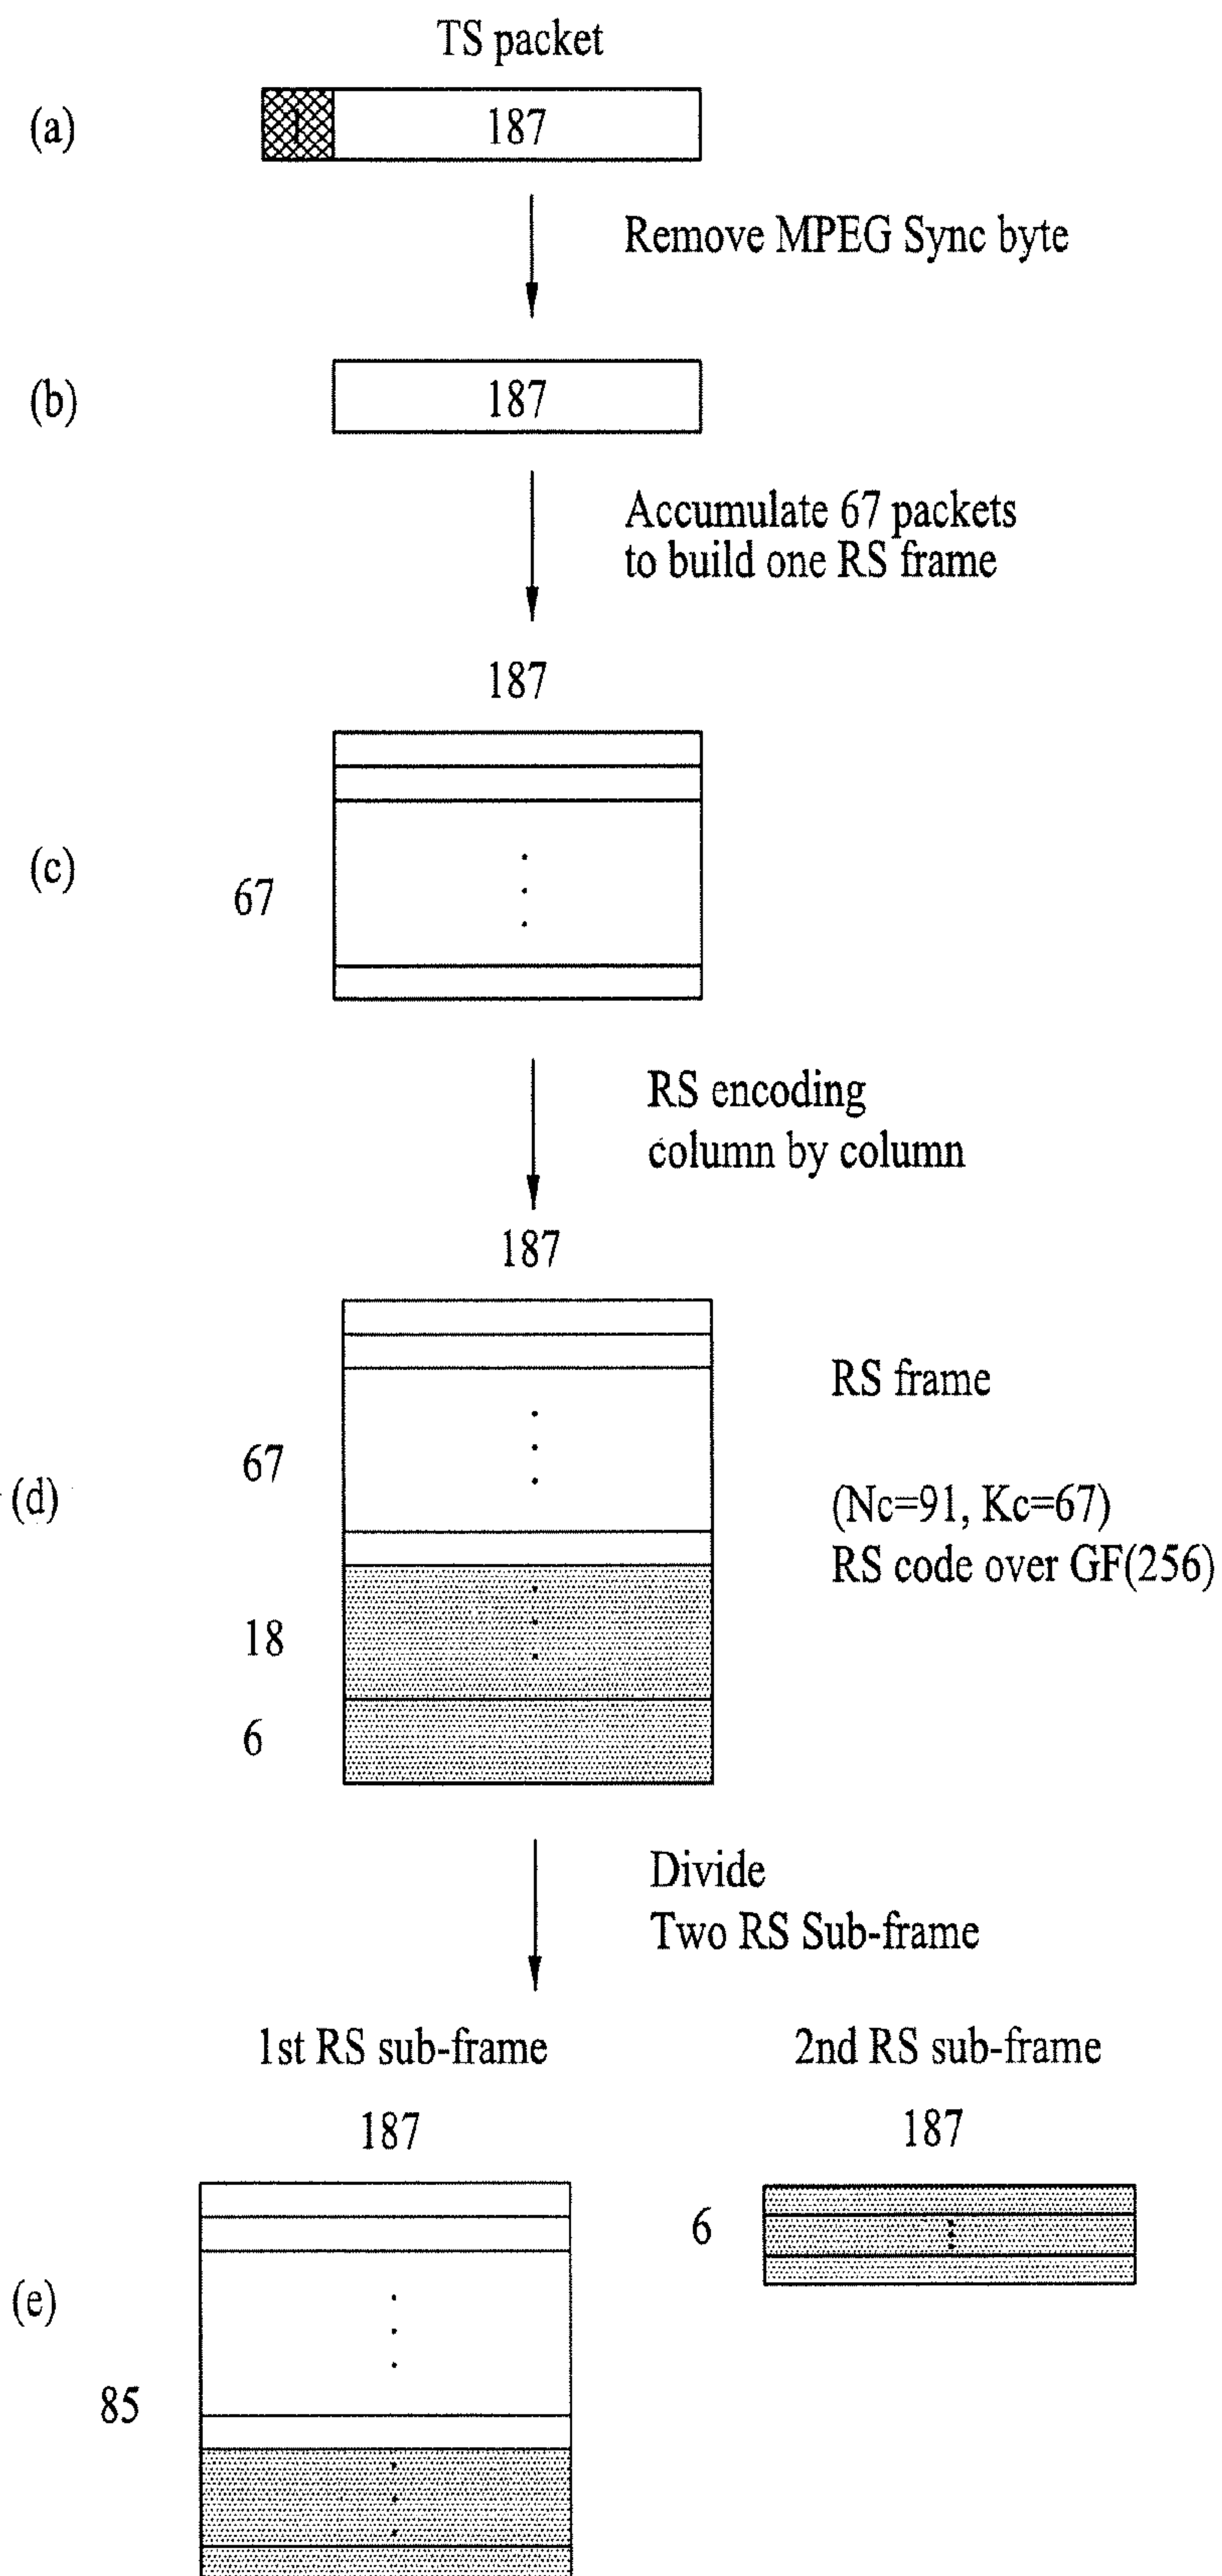 TS packet
(a)
1 187
Remove MPEG Sync byte
(b)
187
Accumulate 67 packets
to build one RS frame
187
(c)
67
RS encoding
column by column
187
RS frame
67
(d)
(Nc=91, Kc=67)
RS code over GF(256)
18
6
Divide
Two RS Sub-frame
1st RS sub-frame 2nd RS sub-frame
187 187
6
(e)
85